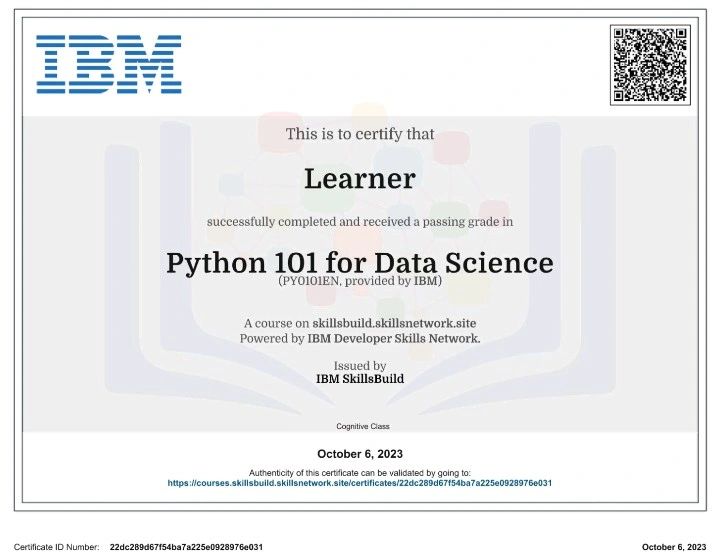 IBM
This is to certify that
Learner
successfully completed and received a passing grade in
Python 101 for Data Science
(PY0101EN, provided by IBM)
A course on skillsbuild.skillsnetwork.site
Powered by IBM Developer Skills Network.
Issued by
IBM SkillsBuild
Cognitive Class
October 6, 2023
Authenticity of this certificate can be validated by going to:
https://courses.skillsbuild.skillsnetwork.site/certificates/22dc289d67f54ba7a225e0928976e031
Certificate ID Number: 22dc289d67f54ba7a225e0928976e031
October 6, 2023